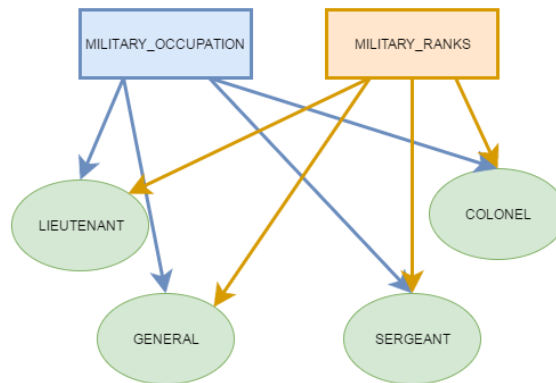 MILITARY_OCCUPATION
MILITARY_RANKS
LIEUTENANT
COLONEL
GENERAL
SERGEANT